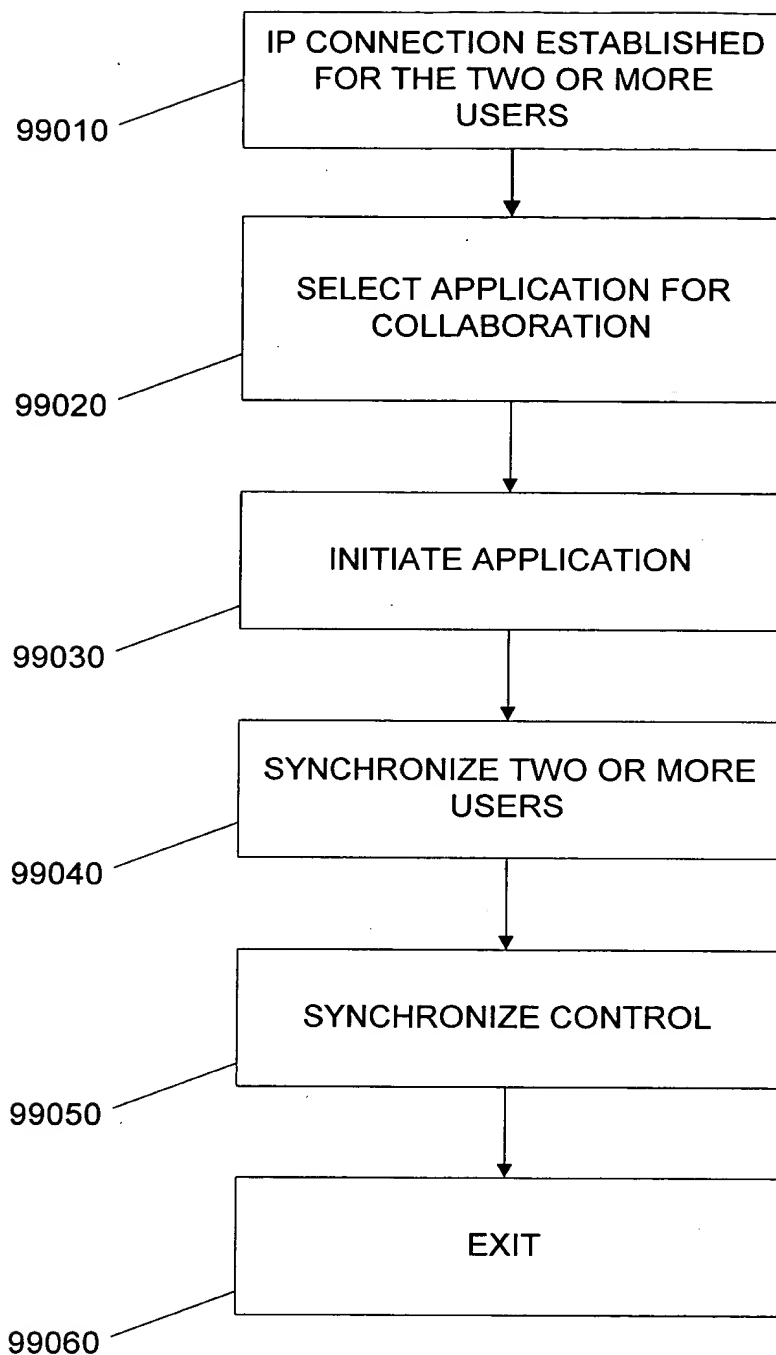 IP CONNECTION ESTABLISHED
FOR THE TWO OR MORE
USERS
99010
SELECT APPLICATION FOR
COLLABORATION
99020
INITIATE APPLICATION
99030
SYNCHRONIZE TWO OR MORE
USERS
99040
SYNCHRONIZE CONTROL
99050
EXIT
99060